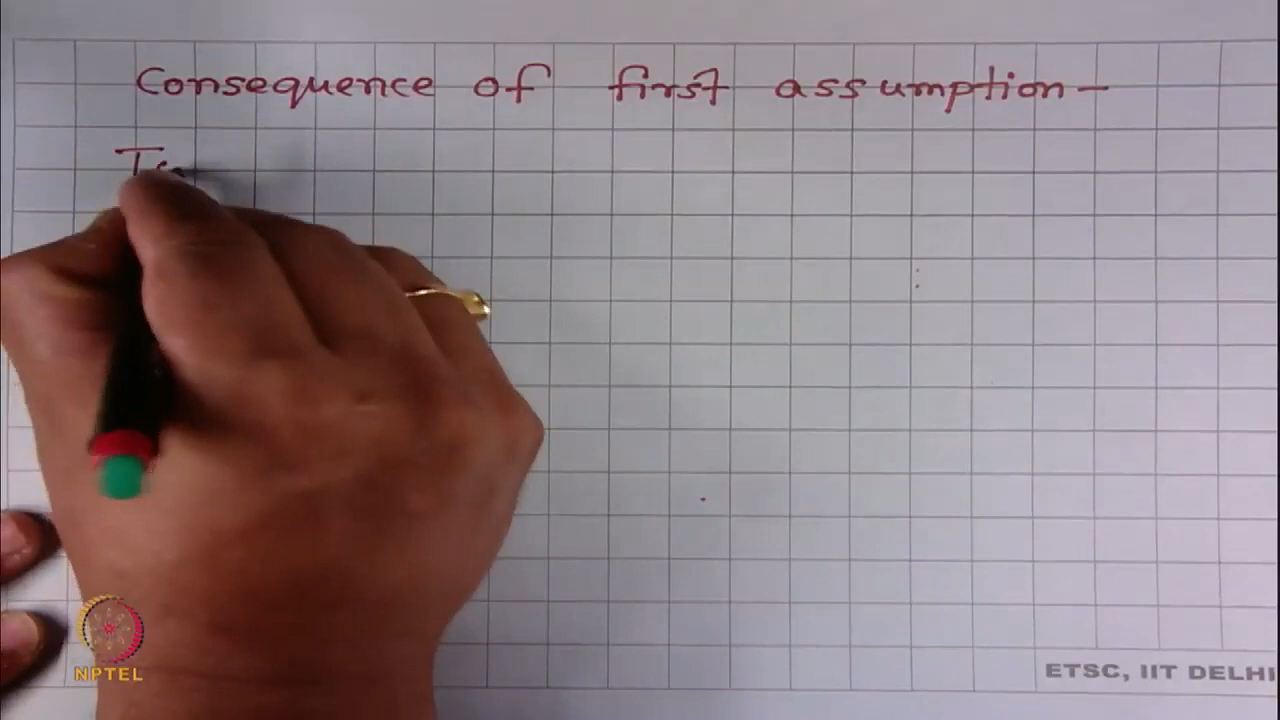 Consequence of first assumption-
NPTEL
ETSC, IIT DELHI